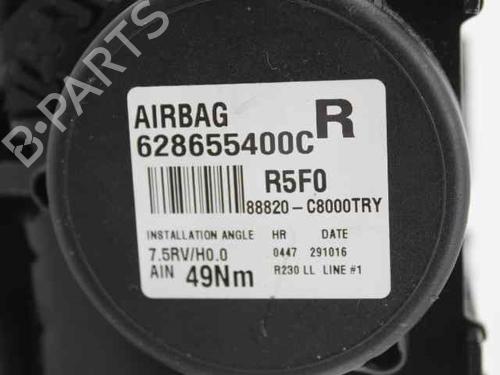 B-PARTS
AIRBAG R
628655400C
R5F0
88820-C8000TRY
INSTALLATION ANGLE HR DATE
7.5RV/H0.0 0447 291016
AIN 49Nm R230 LL LINE #1